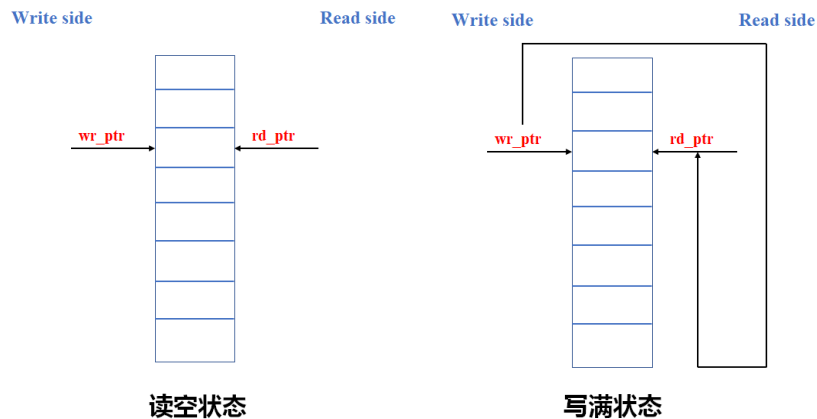 Write side
Read side
wr_ptr
rd_ptr
读空状态
Write side
Read side
wr_ptr
rd_ptr
写满状态